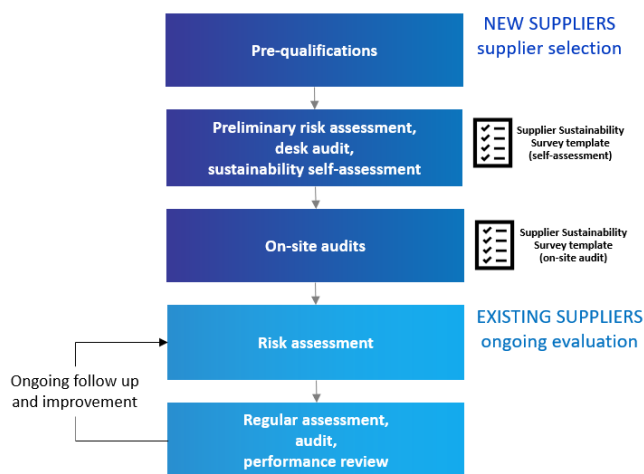 NEW SUPPLIERS
supplier selection
Pre-qualifications
Preliminary risk assessment,
desk audit,
sustainability self-assessment
Supplier Sustainability
Survey template
(self-assessment)
On-site audits
Supplier Sustainability
Survey template
(on-site audit)
EXISTING SUPPLIERS
ongoing evaluation
Risk assessment
Ongoing follow up
and improvement
Regular assessment,
audit,
performance review